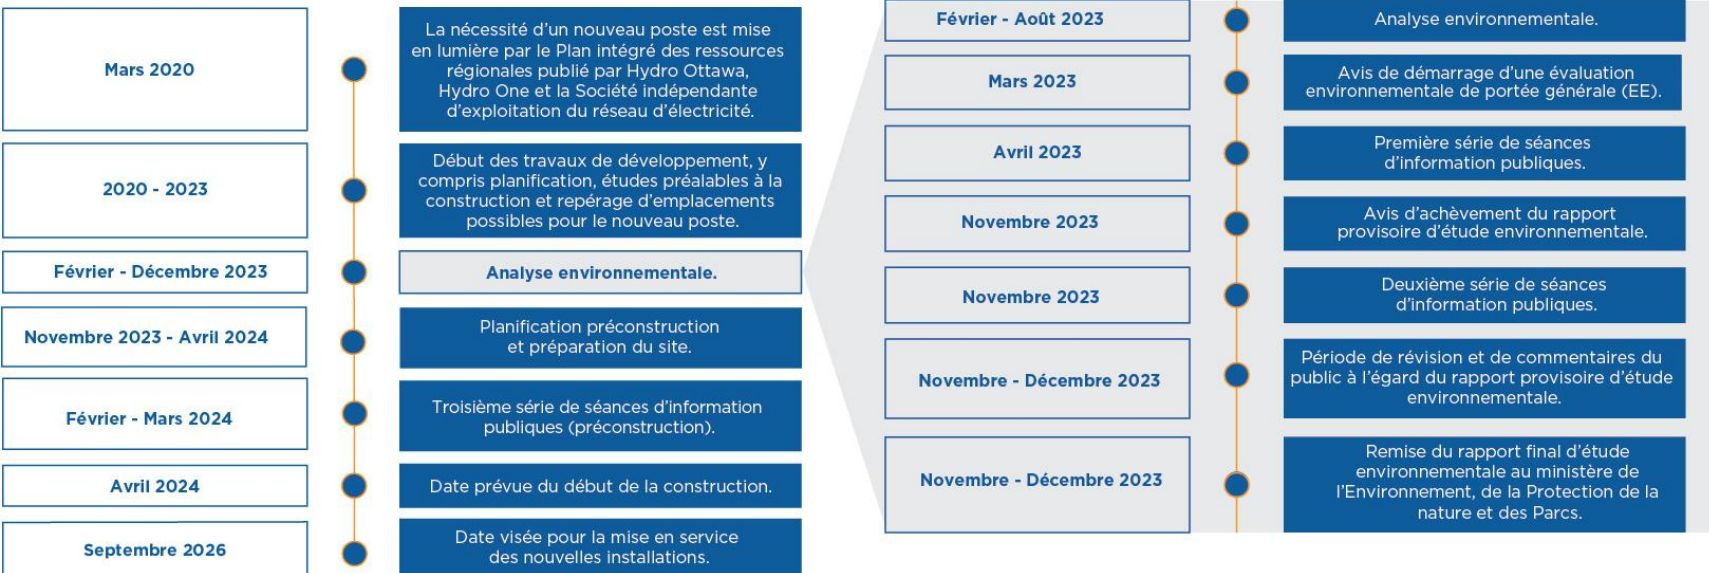 Mars 2020
La nécessité d'un nouveau poste est mise
en lumière par le Plan intégré des ressources
régionales publié par Hydro Ottawa,
Hydro One et la Société indépendante
d'exploitation du réseau d'électricité.
2020 - 2023
Début des travaux de développement, y
compris planification, études préalables à la
construction et repérage d'emplacements
possibles pour le nouveau poste.
Février - Décembre 2023
Analyse environnementale.
Novembre 2023 - Avril 2024
Planification préconstruction
et préparation du site.
Février - Mars 2024
Troisième série de séances d'information
publiques (préconstruction).
Avril 2024
Date prévue du début de la construction.
Septembre 2026
Date visée pour la mise en service
des nouvelles installations.
Février - Août 2023
Analyse environnementale.
Mars 2023
Avis de démarrage d'une évaluation
environnementale de portée générale (EE).
Avril 2023
Première série de séances
d'information publiques.
Novembre 2023
Avis d'achèvement du rapport
provisoire d'étude environnementale.
Novembre 2023
Deuxième série de séances
d'information publiques.
Novembre - Décembre 2023
Période de révision et de commentaires du
public à l'égard du rapport provisoire d'étude
environnementale.
Novembre - Décembre 2023
Remise du rapport final d'étude
environnementale au ministère de
l'Environnement, de la Protection de la
nature et des Parcs.